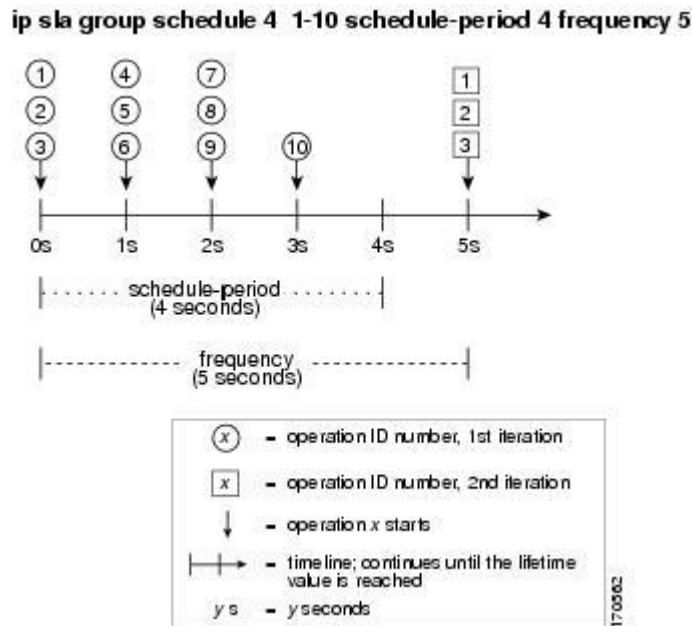 ip sla group schedule 4 1-10 schedule-period 4 frequency 5
1 4 7 1
2 5 8 2
3 6 9 10 3
0s 1s 2s 3s 4s 5s
schedule-period
(4 seconds)
frequency
(5 seconds)
x = operation ID number, 1st iteration
x = operation ID number, 2nd iteration
= operation x starts
= timeline; continues until the lifetime
value is reached
y s = y seconds
170562